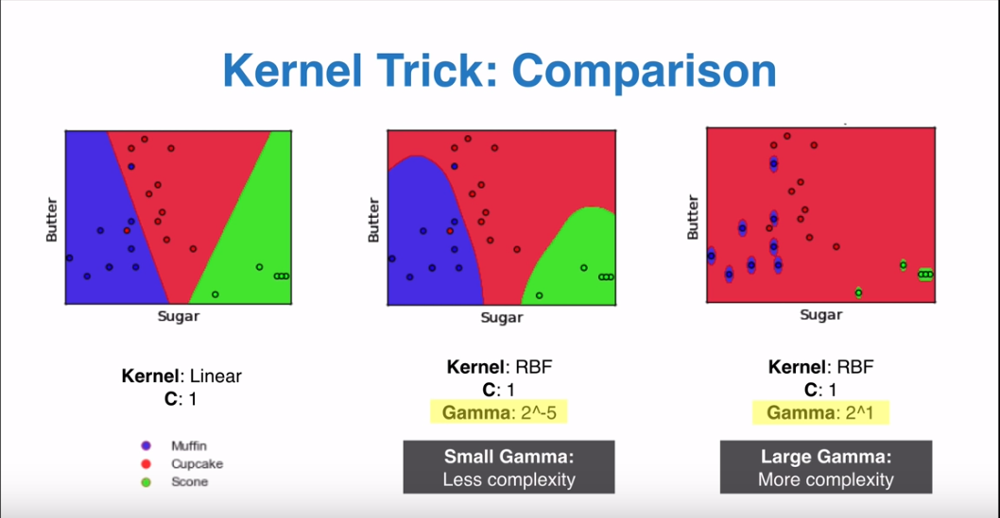 Kernel Trick: Comparison
Butter
Sugar
Butter
Sugar
Butter
Sugar
Kernel: Linear
C: 1
Kernel: RBF
C: 1
Gamma: 2^-5
Kernel: RBF
C: 1
Gamma: 2^1
Muffin
Cupcake
Scone
Small Gamma:
Less complexity
Large Gamma:
More complexity